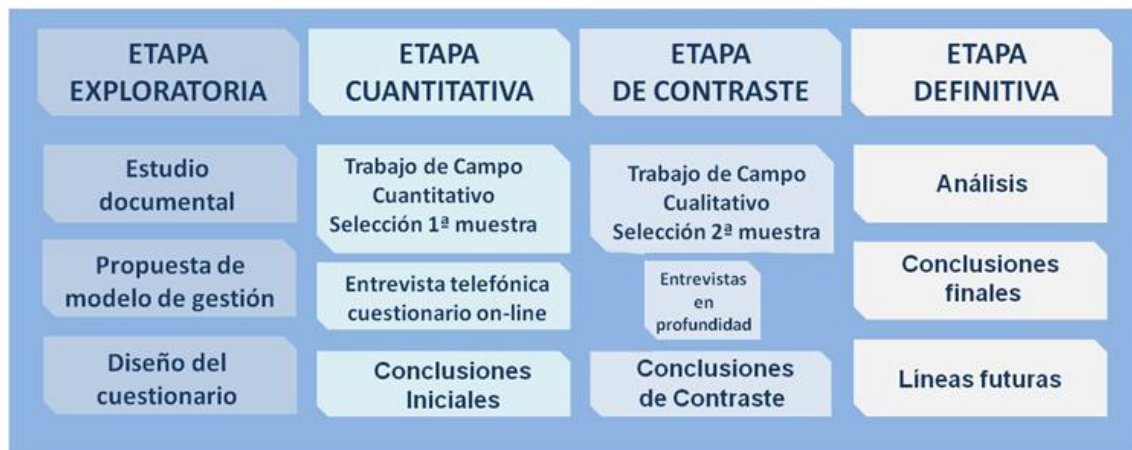 ETAPA
EXPLORATORIA
ETAPA
CUANTITATIVA
ETAPA
DE CONTRASTE
ETAPA
DEFINITIVA
Estudio
documental
Propuesta de
modelo de gestión
Diseño del
cuestionario
Trabajo de Campo
Cuantitativo
Selección 1ª muestra
Entrevista telefónica
cuestionario on-line
Conclusiones
Iniciales
Trabajo de Campo
Cualitativo
Selección 2ª muestra
Entrevistas
en
profundidad
Conclusiones
de Contraste
Análisis
Conclusiones
finales
Líneas futuras